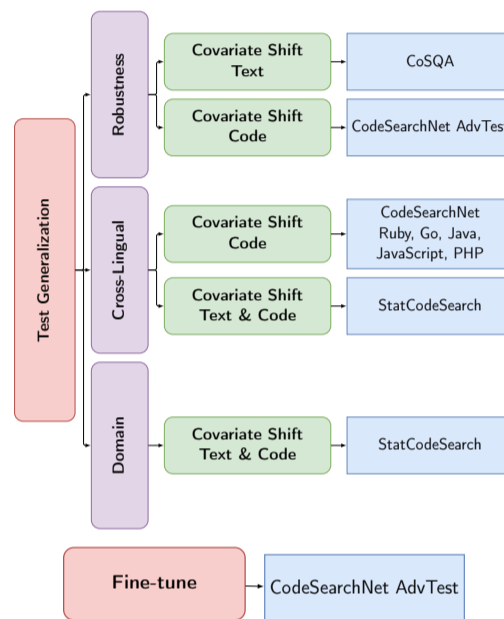 Test Generalization
Robustness
Covariate Shift
Text
CoSQA
Covariate Shift
Code
CodeSearchNet AdvTest
Cross-Lingual
Covariate Shift
Code
CodeSearchNet
Ruby, Go, Java,
JavaScript, PHP
Covariate Shift
Text & Code
StatCodeSearch
Domain
Covariate Shift
Text & Code
StatCodeSearch
Fine-tune
CodeSearchNet AdvTest